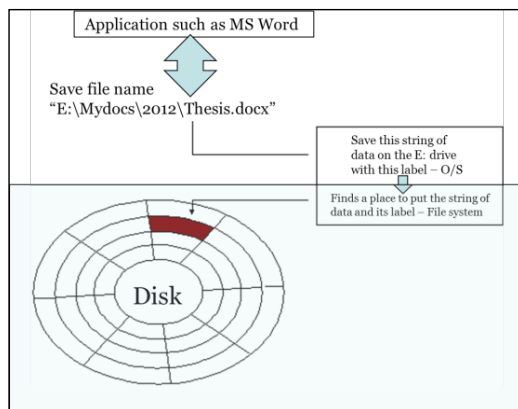 Application such as MS Word
Save file name
“E:\Mydocs\2012\Thesis.docx”
Save this string of
data on the E: drive
with this label – O/S
Finds a place to put the string of
data and its label – File system
Disk